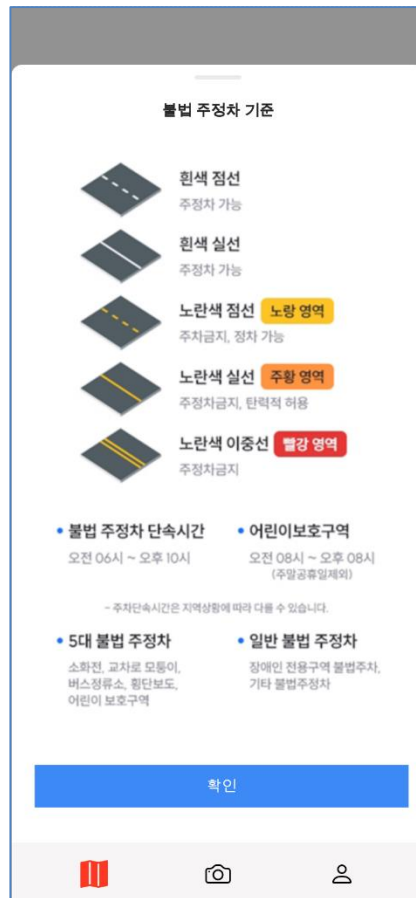 불법 주정차 기준
흰색 점선
주정차 가능
흰색 실선
주정차 가능
노란색 점선 노랑 영역
주차금지, 정차 가능
노란색 실선 주황 영역
주정차금지, 탄력적 허용
노란색 이중선 빨강 영역
주정차금지
• 불법 주정차 단속시간
오전 06시 ~ 오후 10시
• 어린이보호구역
오전 08시 ~ 오후 08시
(주말공휴일제외)
- 주차단속시간은 지역상황에 따라 다를 수 있습니다.
• 5대 불법 주정차
소화전, 교차로 모퉁이,
버스정류소, 횡단보도,
어린이 보호구역
• 일반 불법 주정차
장애인 전용구역 불법주차,
기타 불법주정차
확인